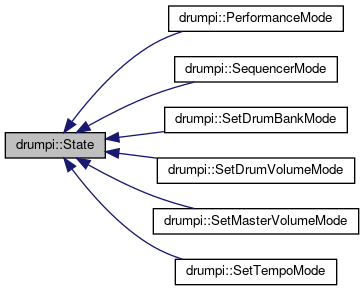 drumpi::PerformanceMode
drumpi::SequencerMode
drumpi::SetDrumBankMode
drumpi::State
drumpi::SetDrumVolumeMode
drumpi::SetMasterVolumeMode
drumpi::SetTempoMode